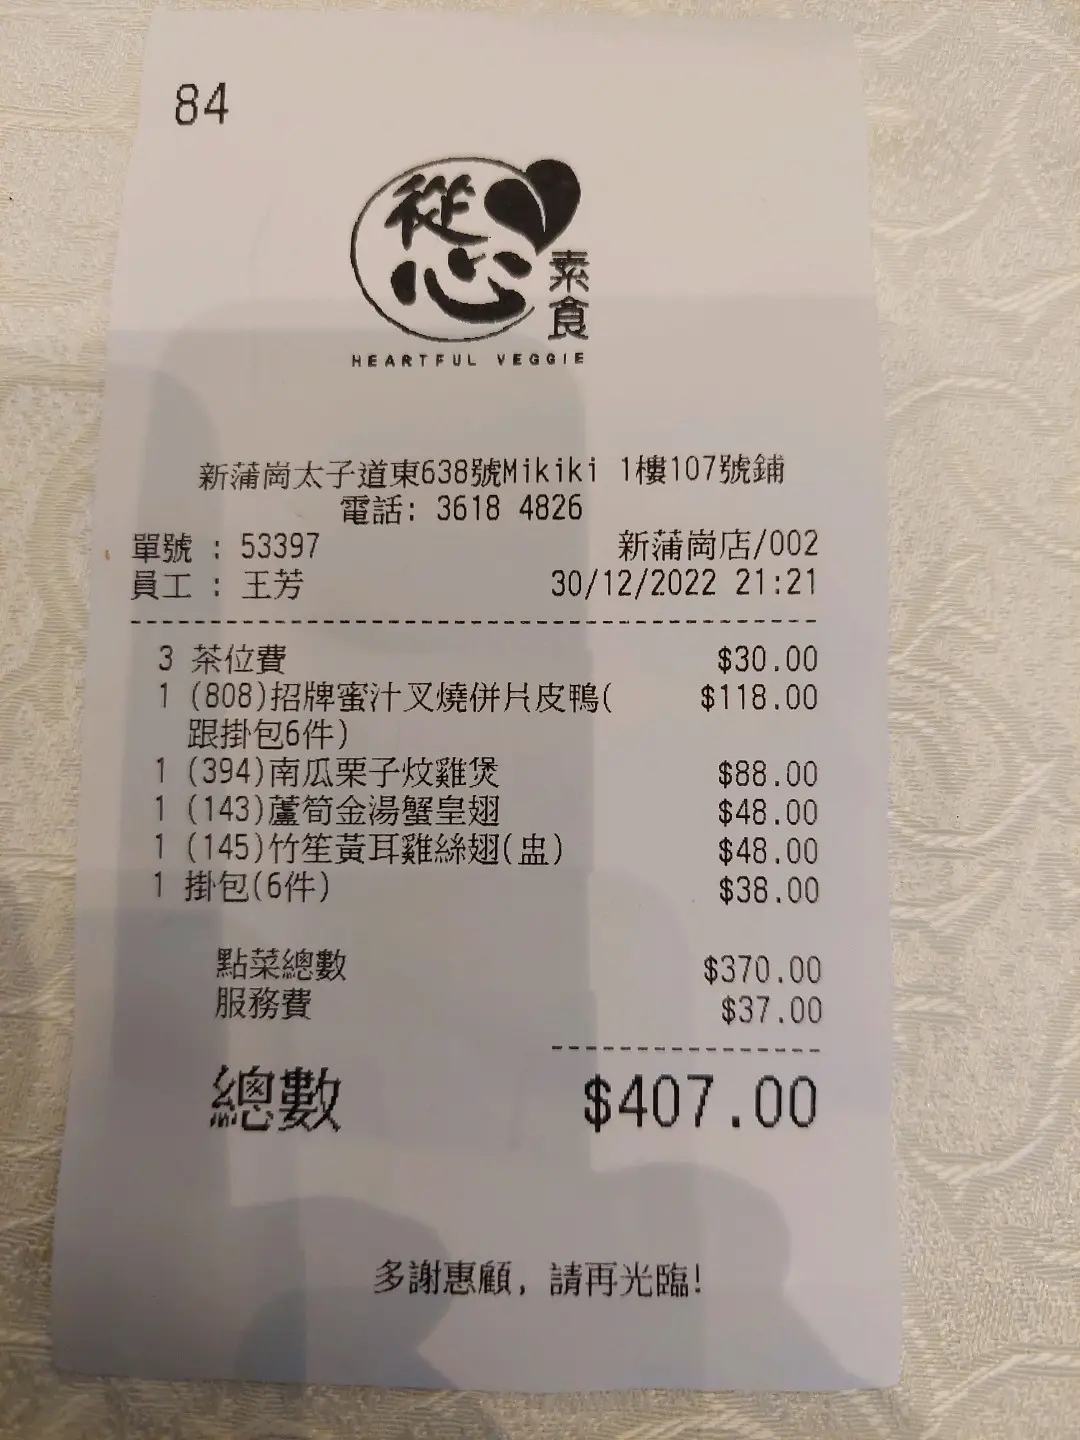 84
從心
素食
HEARTFUL VEGGIE
新蒲崗太子道東638號Mikiki 1樓107號鋪
電話: 3618 4826
單號 : 53397 新蒲崗店/002
員工 : 王芳 30/12/2022 21:21
3 茶位費 $30.00
1 (808)招牌蜜汁叉燒併片皮鴨( $118.00
跟掛包6件)
1 (394)南瓜栗子炆雞煲 $88.00
1 (143)蘆筍金湯蟹皇翅 $48.00
1 (145)竹笙黃耳雞絲翅(盅) $48.00
1 掛包(6件) $38.00
點菜總數 $370.00
服務費 $37.00
總數 $407.00
多謝惠顧, 請再光臨!